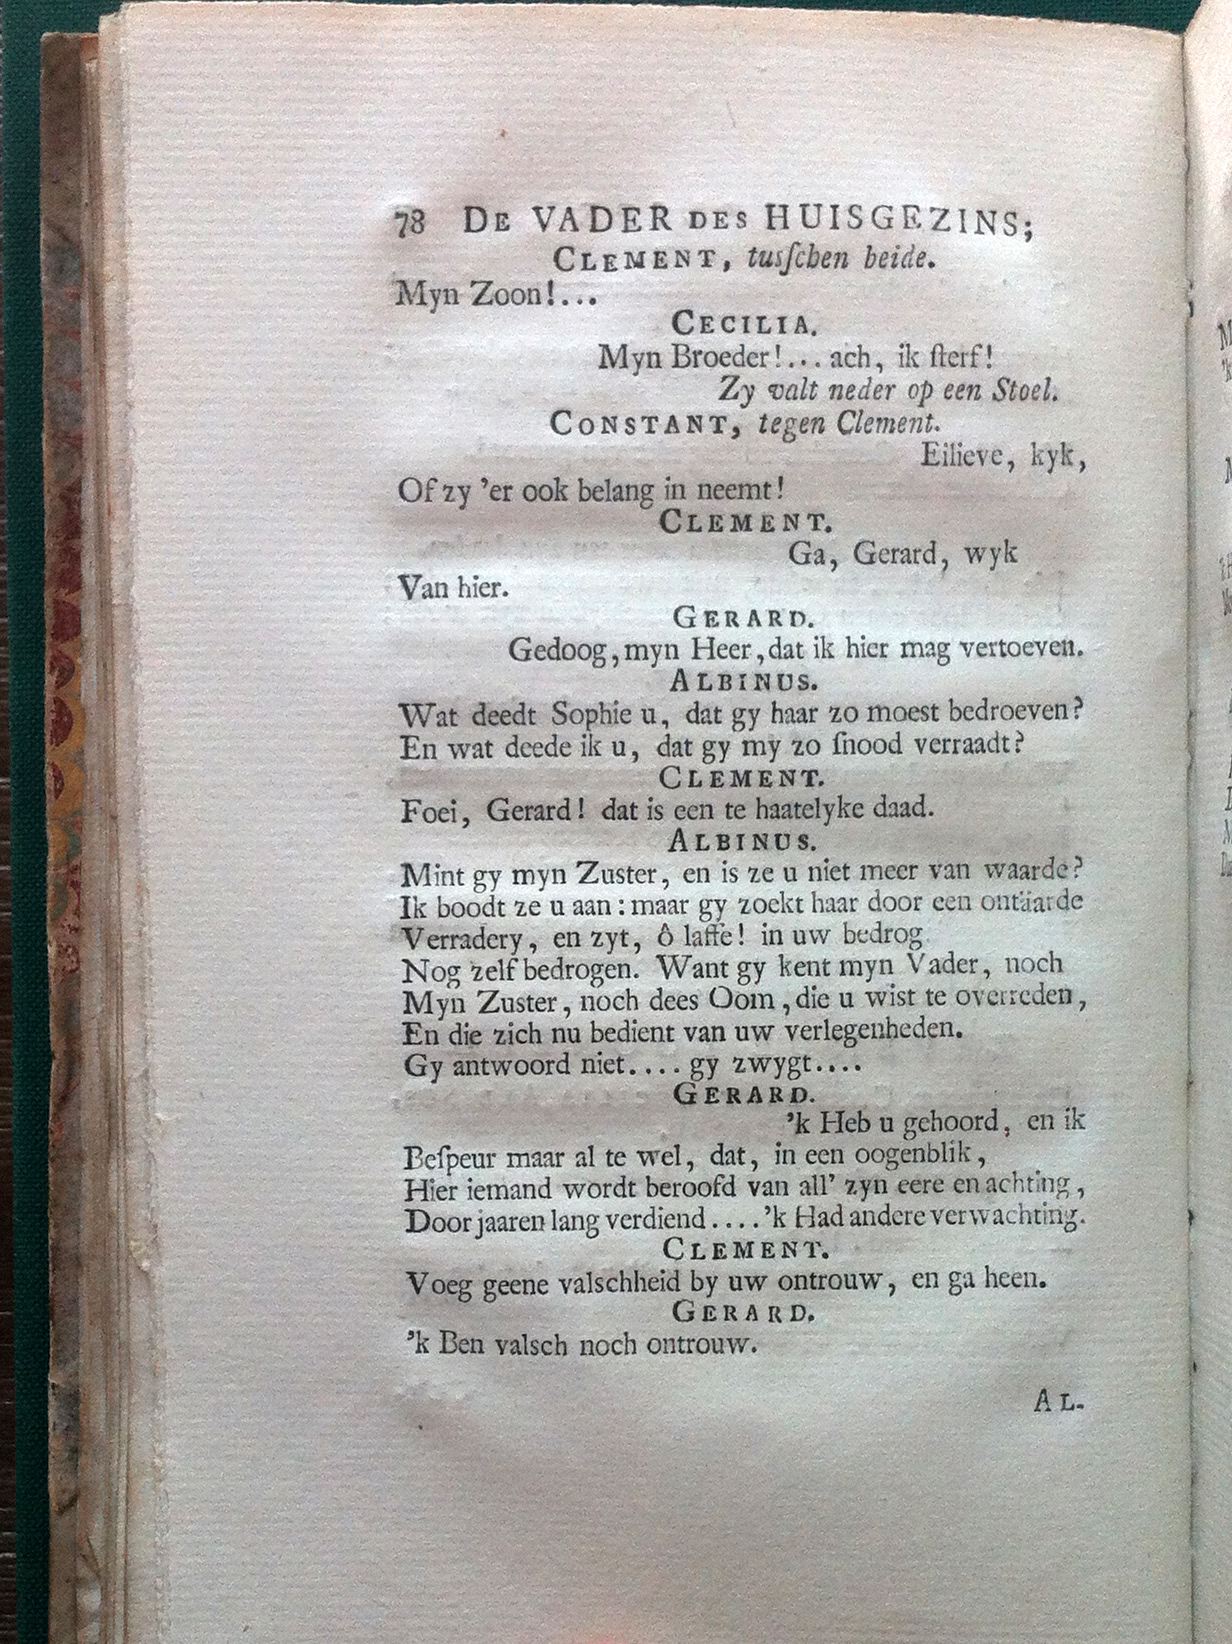 78 DE VADER DES HUISGEZINS;
CLEMENT, tusſchen beide.
Myn Zoon!...
CECILIA.
Myn Broeder!... ach, ik ſterf!
Zy valt neder op een Stoel.
CONSTANT, tegen Clement.
Eilieve, kyk,
Of zy 'er ook belang in neemt!
CLEMENT.
Ga, Gerard, wyk
Van hier.
GERARD.
Gedoog, myn Heer, dat ik hier mag vertoeven.
ALBINUS.
Wat deedt Sophie u, dat gy haar zo moest bedroeven?
En wat deede ik u, dat gy my zo ſnood verraadt?
CLEMENT.
Foei, Gerard! dat is een te haatelyke daad.
ALBINUS.
Mint gy myn Zuster, en is ze u niet meer van waarde?
Ik boodt ze u aan: maar gy zoekt haar door een ontäarde
Verradery, en zyt, ô laffe! in uw bedrog
Nog zelf bedrogen. Want gy kent myn Vader, noch
Myn Zuster, noch dees Oom, die u wist te overreden,
En die zich nu bedient van uw verlegenheden.
Gy antwoord niet.... gy zwygt....
GERARD.
'k Heb u gehoord, en ik
Beſpeur maar al te wel, dat, in een oogenblik,
Hier iemand wordt beroofd van all' zyn eere en achting,
Door jaaren lang verdiend.... 'k Had andere verwachting.
CLEMENT.
Voeg geene valschheid by uw ontrouw, en ga heen.
GERARD.
'k Ben valsch noch ontrouw.
AL-